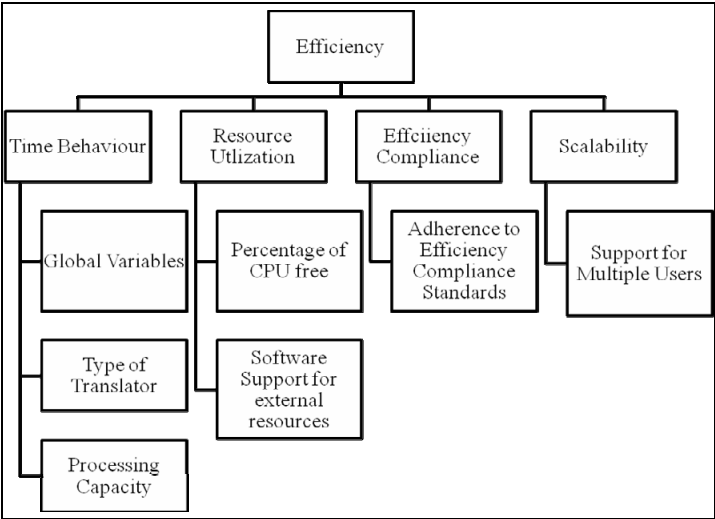 Efficiency
Time Behaviour
Resource
Utlization
Effciiency
Compliance
Scalability
Global Variables
Percentage of
CPU free
Adherence to
Efficiency
Compliance
Standards
Support for
Multiple Users
Type of
Translator
Software
Support for
external
resources
Processing
Capacity